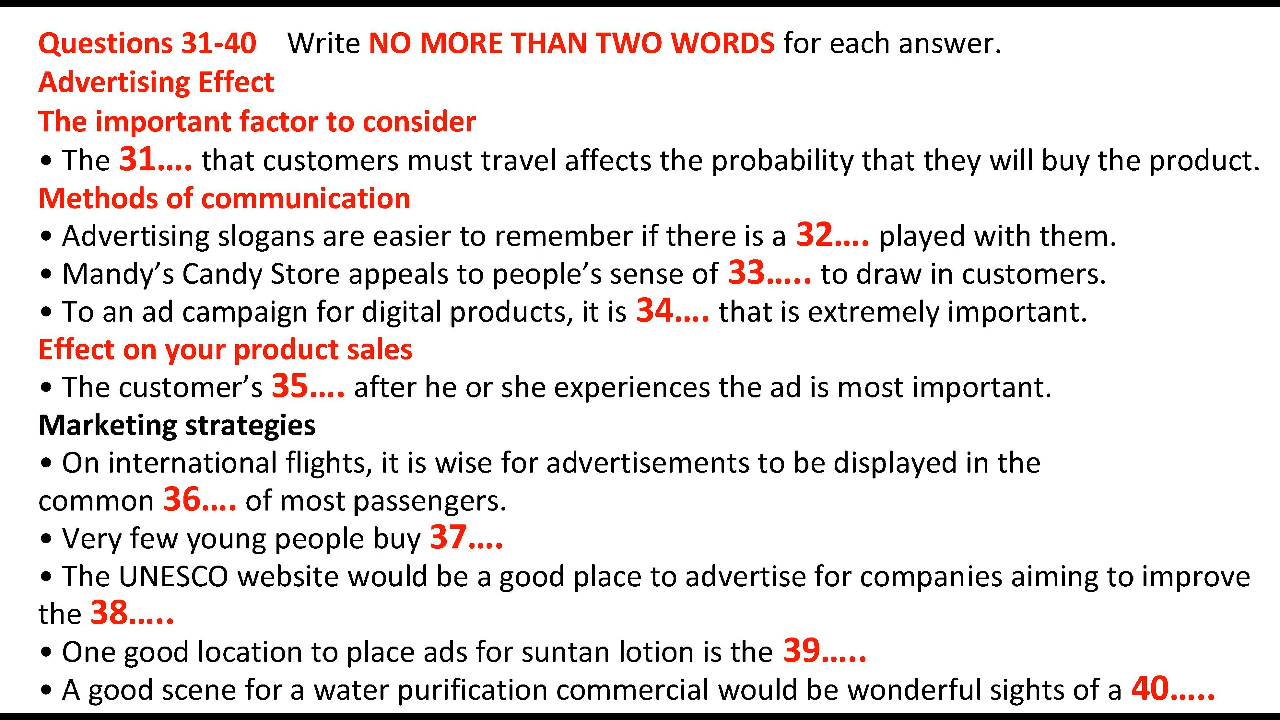 Questions 31-40 Write NO MORE THAN TWO WORDS for each answer.
Advertising Effect
The important factor to consider
• The 31…. that customers must travel affects the probability that they will buy the product.
Methods of communication
• Advertising slogans are easier to remember if there is a 32…. played with them.
• Mandy’s Candy Store appeals to people’s sense of 33….. to draw in customers.
• To an ad campaign for digital products, it is 34…. that is extremely important.
Effect on your product sales
• The customer’s 35…. after he or she experiences the ad is most important.
Marketing strategies
• On international flights, it is wise for advertisements to be displayed in the
common 36…. of most passengers.
• Very few young people buy 37….
• The UNESCO website would be a good place to advertise for companies aiming to improve
the 38…..
• One good location to place ads for suntan lotion is the 39…..
• A good scene for a water purification commercial would be wonderful sights of a 40…..